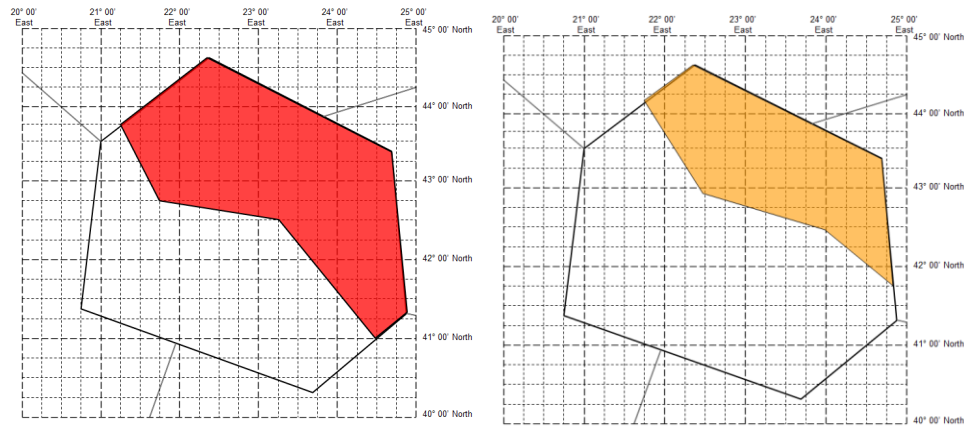 20° 00' East
21° 00' East
22° 00' East
23° 00' East
24° 00' East
25° 00' East
45° 00' North
44° 00' North
43° 00' North
42° 00' North
41° 00' North
40° 00' North
20° 00' East
21° 00' East
22° 00' East
23° 00' East
24° 00' East
25° 00' East
45° 00' North
44° 00' North
43° 00' North
42° 00' North
41° 00' North
40° 00' North